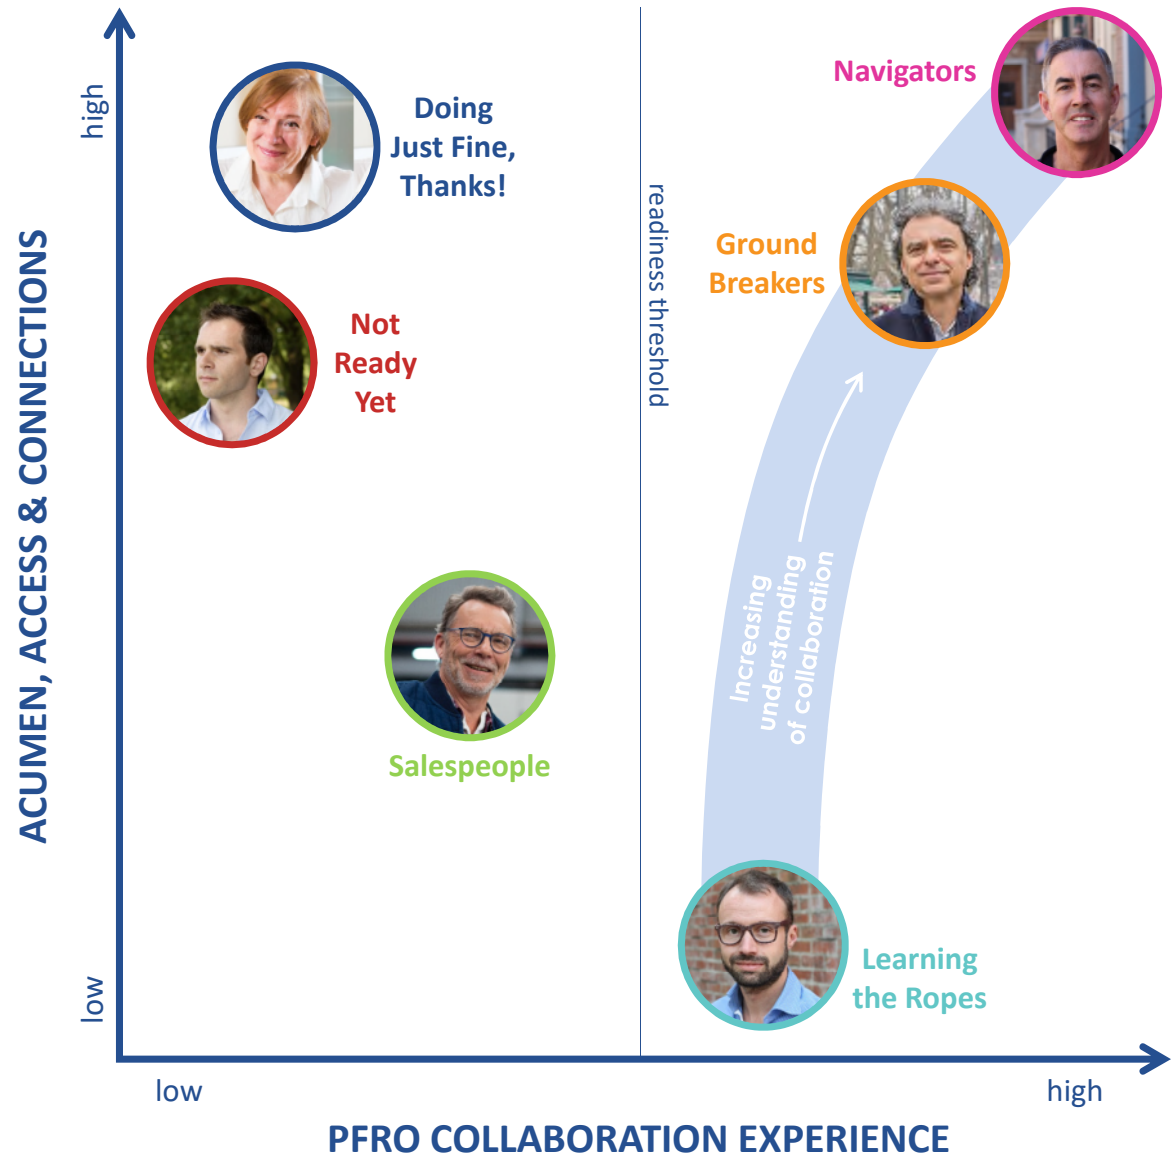 high
Navigators
Doing
Just Fine,
Thanks!
readiness threshold
Ground
Breakers
Not
Ready
Yet
ACUMEN, ACCESS & CONNECTIONS
Increasing
understanding
of collaboration
Salespeople
Learning
the Ropes
low
low
high
PFRO COLLABORATION EXPERIENCE